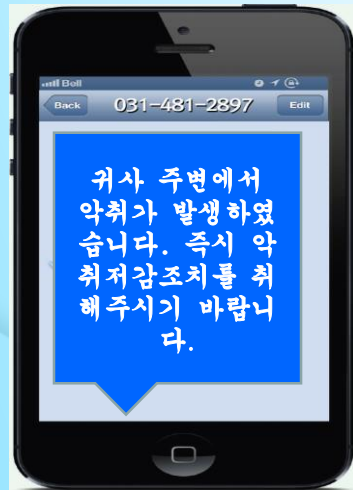 Bell
Back 031-481-2897 Edit
귀사 주변에서
악취가 발생하였
습니다. 즉시 악
취저감조치를 취
해주시기 바랍니
다.